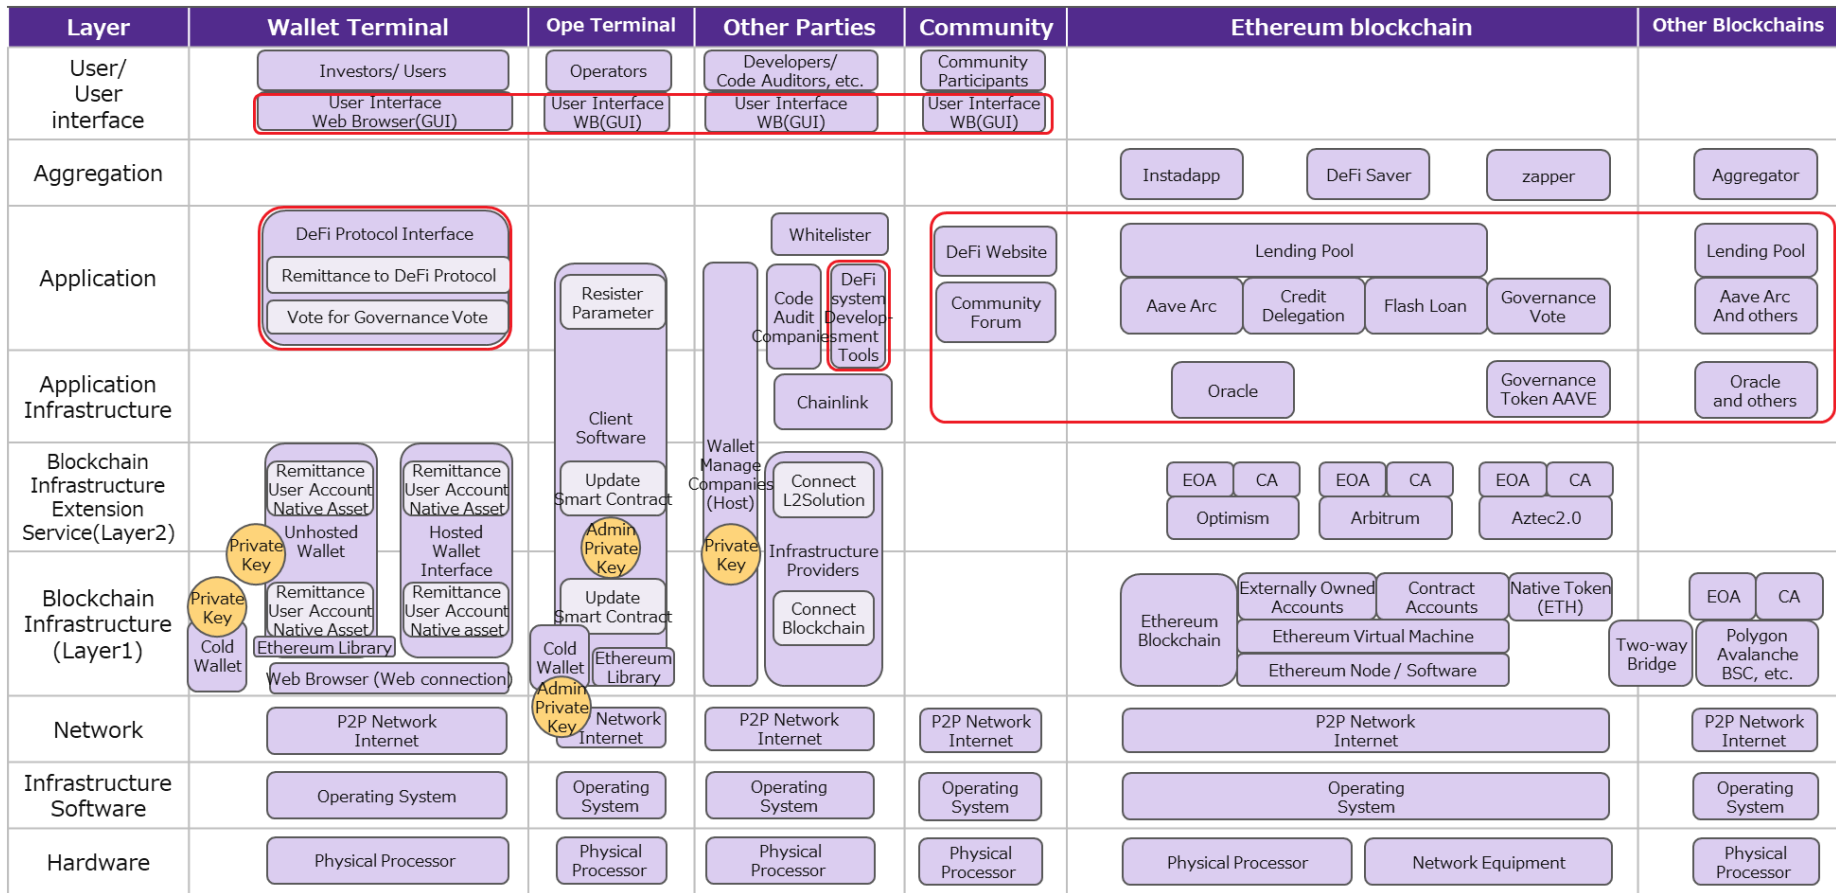 Layer
Wallet Terminal
Ope Terminal
Other Parties
Community
Ethereum blockchain
Other Blockchains
User/
User
interface
Investors/ Users
Operators
Developers/
Code Auditors, etc.
Community
Participants
User Interface
Web Browser(GUI)
User Interface
WB(GUI)
User Interface
WB(GUI)
User Interface
WB(GUI)
Aggregation
Instadapp
DeFi Saver
zapper
Aggregator
Application
DeFi Protocol Interface
Remittance to DeFi Protocol
Vote for Governance Vote
Resister
Parameter
Whitelister
Code
Audit
Companies
DeFi
system
Develop-
ment
Tools
DeFi Website
Community
Forum
Lending Pool
Aave Arc
Credit
Delegation
Flash Loan
Governance
Vote
Lending Pool
Aave Arc
And others
Application
Infrastructure
Client
Software
Chainlink
Oracle
Governance
Token AAVE
Oracle
and others
Blockchain
Infrastructure
Extension
Service(Layer2)
Remittance
User Account
Native Asset
Unhosted
Wallet
Private
Key
Remittance
User Account
Native Asset
Hosted
Wallet
Interface
Update
Smart Contract
Admin
Private
Key
Wallet
Manage
Companies
(Host)
Private
Key
Connect
L2Solution
Infrastructure
Providers
EOA
CA
Optimism
EOA
CA
Arbitrum
EOA
CA
Aztec2.0
Blockchain
Infrastructure
(Layer1)
Private
Key
Cold
Wallet
Remittance
User Account
Native Asset
Ethereum Library
Remittance
User Account
Native asset
Web Browser (Web connection)
Update
Smart Contract
Cold
Wallet
Ethereum
Library
Admin
Private
Key
Connect
Blockchain
Ethereum
Blockchain
Externally Owned
Accounts
Contract
Accounts
Native Token
(ETH)
Ethereum Virtual Machine
Ethereum Node / Software
Two-way
Bridge
EOA
CA
Polygon
Avalanche
BSC, etc.
Network
P2P Network
Internet
Network
Internet
P2P Network
Internet
P2P Network
Internet
P2P Network
Internet
P2P Network
Internet
Infrastructure
Software
Operating System
Operating
System
Operating
System
Operating
System
Operating
System
Operating
System
Hardware
Physical Processor
Physical
Processor
Physical
Processor
Physical
Processor
Physical Processor
Network Equipment
Physical
Processor